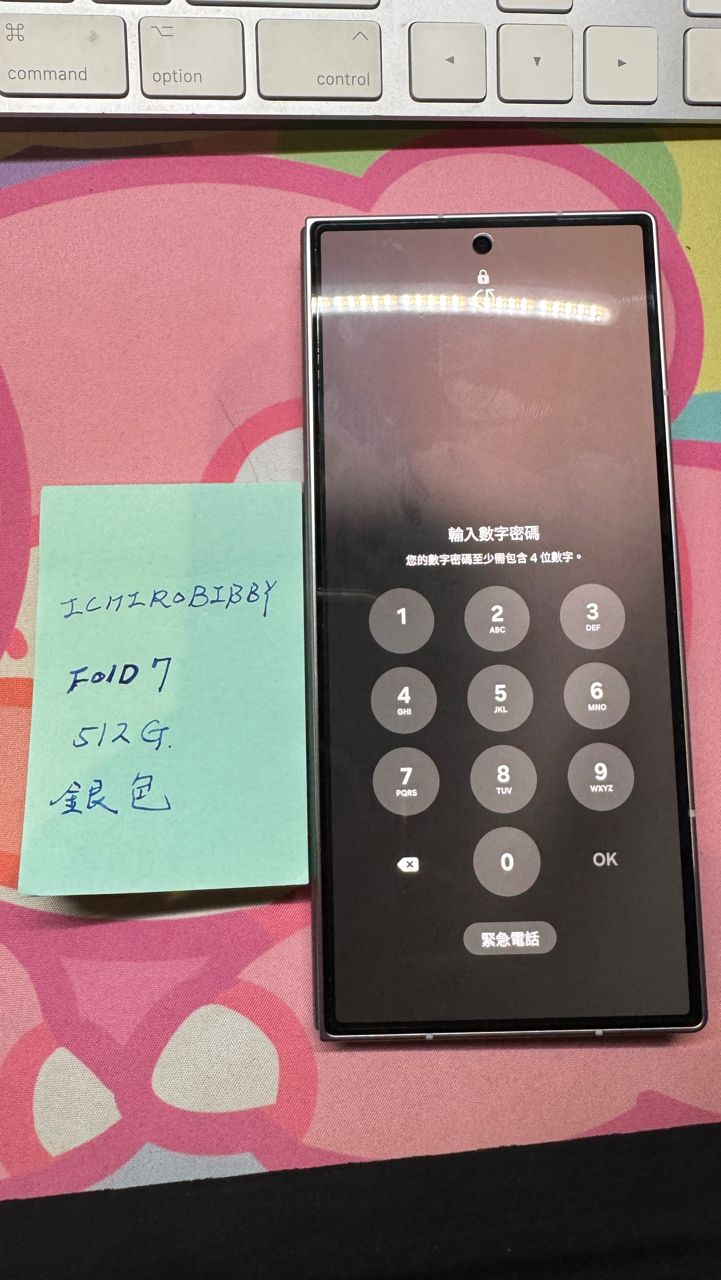 ⌘
command
⌥
option
^
control
◀
▼
▶
ICHIROBIBBY
FOlD 7
512 G.
銀色
輸入數字密碼
您的數字密碼至少需包含 4 位數字。
1
2
ABC
3
DEF
4
GHI
5
JKL
6
MNO
7
PQRS
8
TUV
9
WXYZ
0
OK
緊急電話